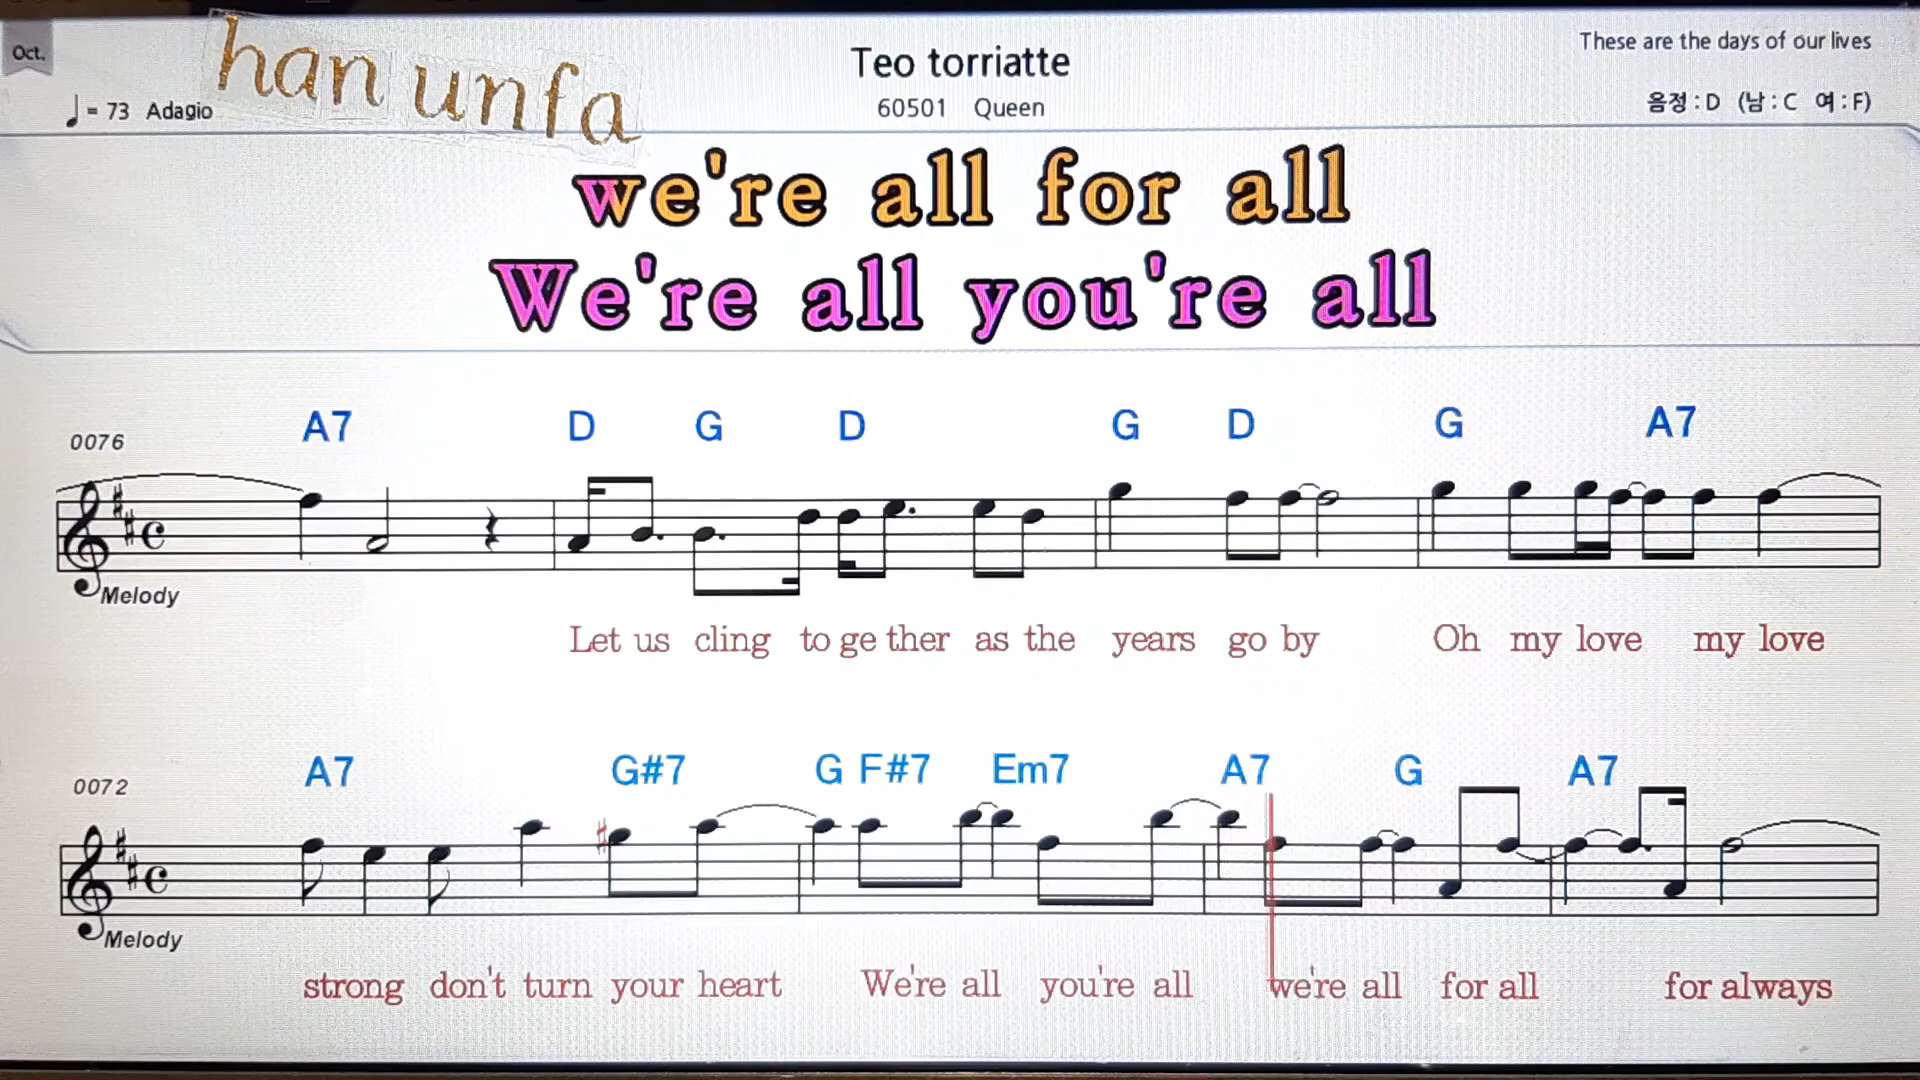 Oct.
han unfa
Teo torriatte
These are the days of our lives
= 73 Adagio
60501 Queen
음정 : D (남 : C 여 : F)
we're all for all
We're all you're all
A7 D G D G D G A7
0076
Melody
Let us cling to ge ther as the years go by Oh my love my love
A7 G#7 G F#7 Em7 A7 G A7
0072
Melody
strong don't turn your heart We're all you're all we're all for all for always